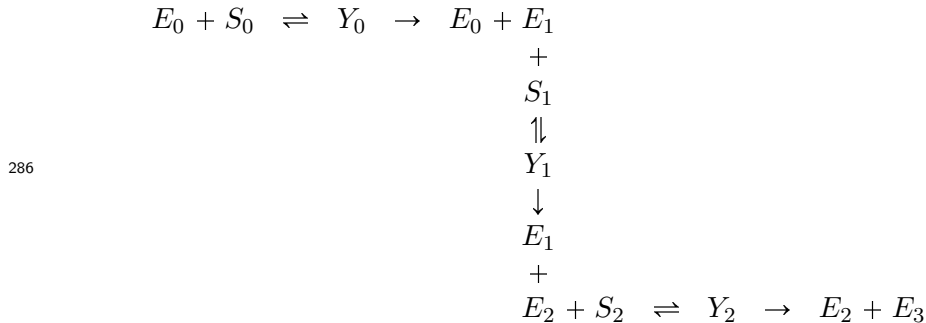 E₀ + S₀ ⇌ Y₀ → E₀ + E₁
+
S₁
⥮
286 Y₁
↓
E₁
+
E₂ + S₂ ⇌ Y₂ → E₂ + E₃